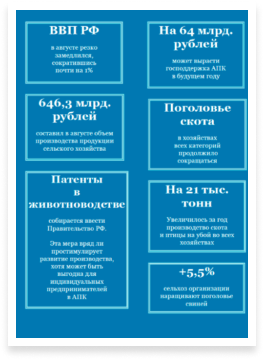 ВВП РФ
в августе резко
замедлился,
сократившись
почти на 1%
646,3 млрд.
рублей
составил в августе объем
производства продукции
сельского хозяйства
Патенты
в
животноводстве
собирается ввести
Правительство РФ.
Эта мера вряд ли
простимулирует
развитие производства,
хотя может быть
выгодна для
индивидуальных
предпринимателей
в АПК
На 64 млрд.
рублей
может вырасти
господдержка АПК
в будущем году
Поголовье
скота
в хозяйствах
всех категорий
продолжило
сокращаться
На 21 тыс.
тонн
Увеличилось за год
производство скота
и птицы на убой во всех
хозяйствах
+5,5%
сельхоз организации
наращивают поголовье
свиней